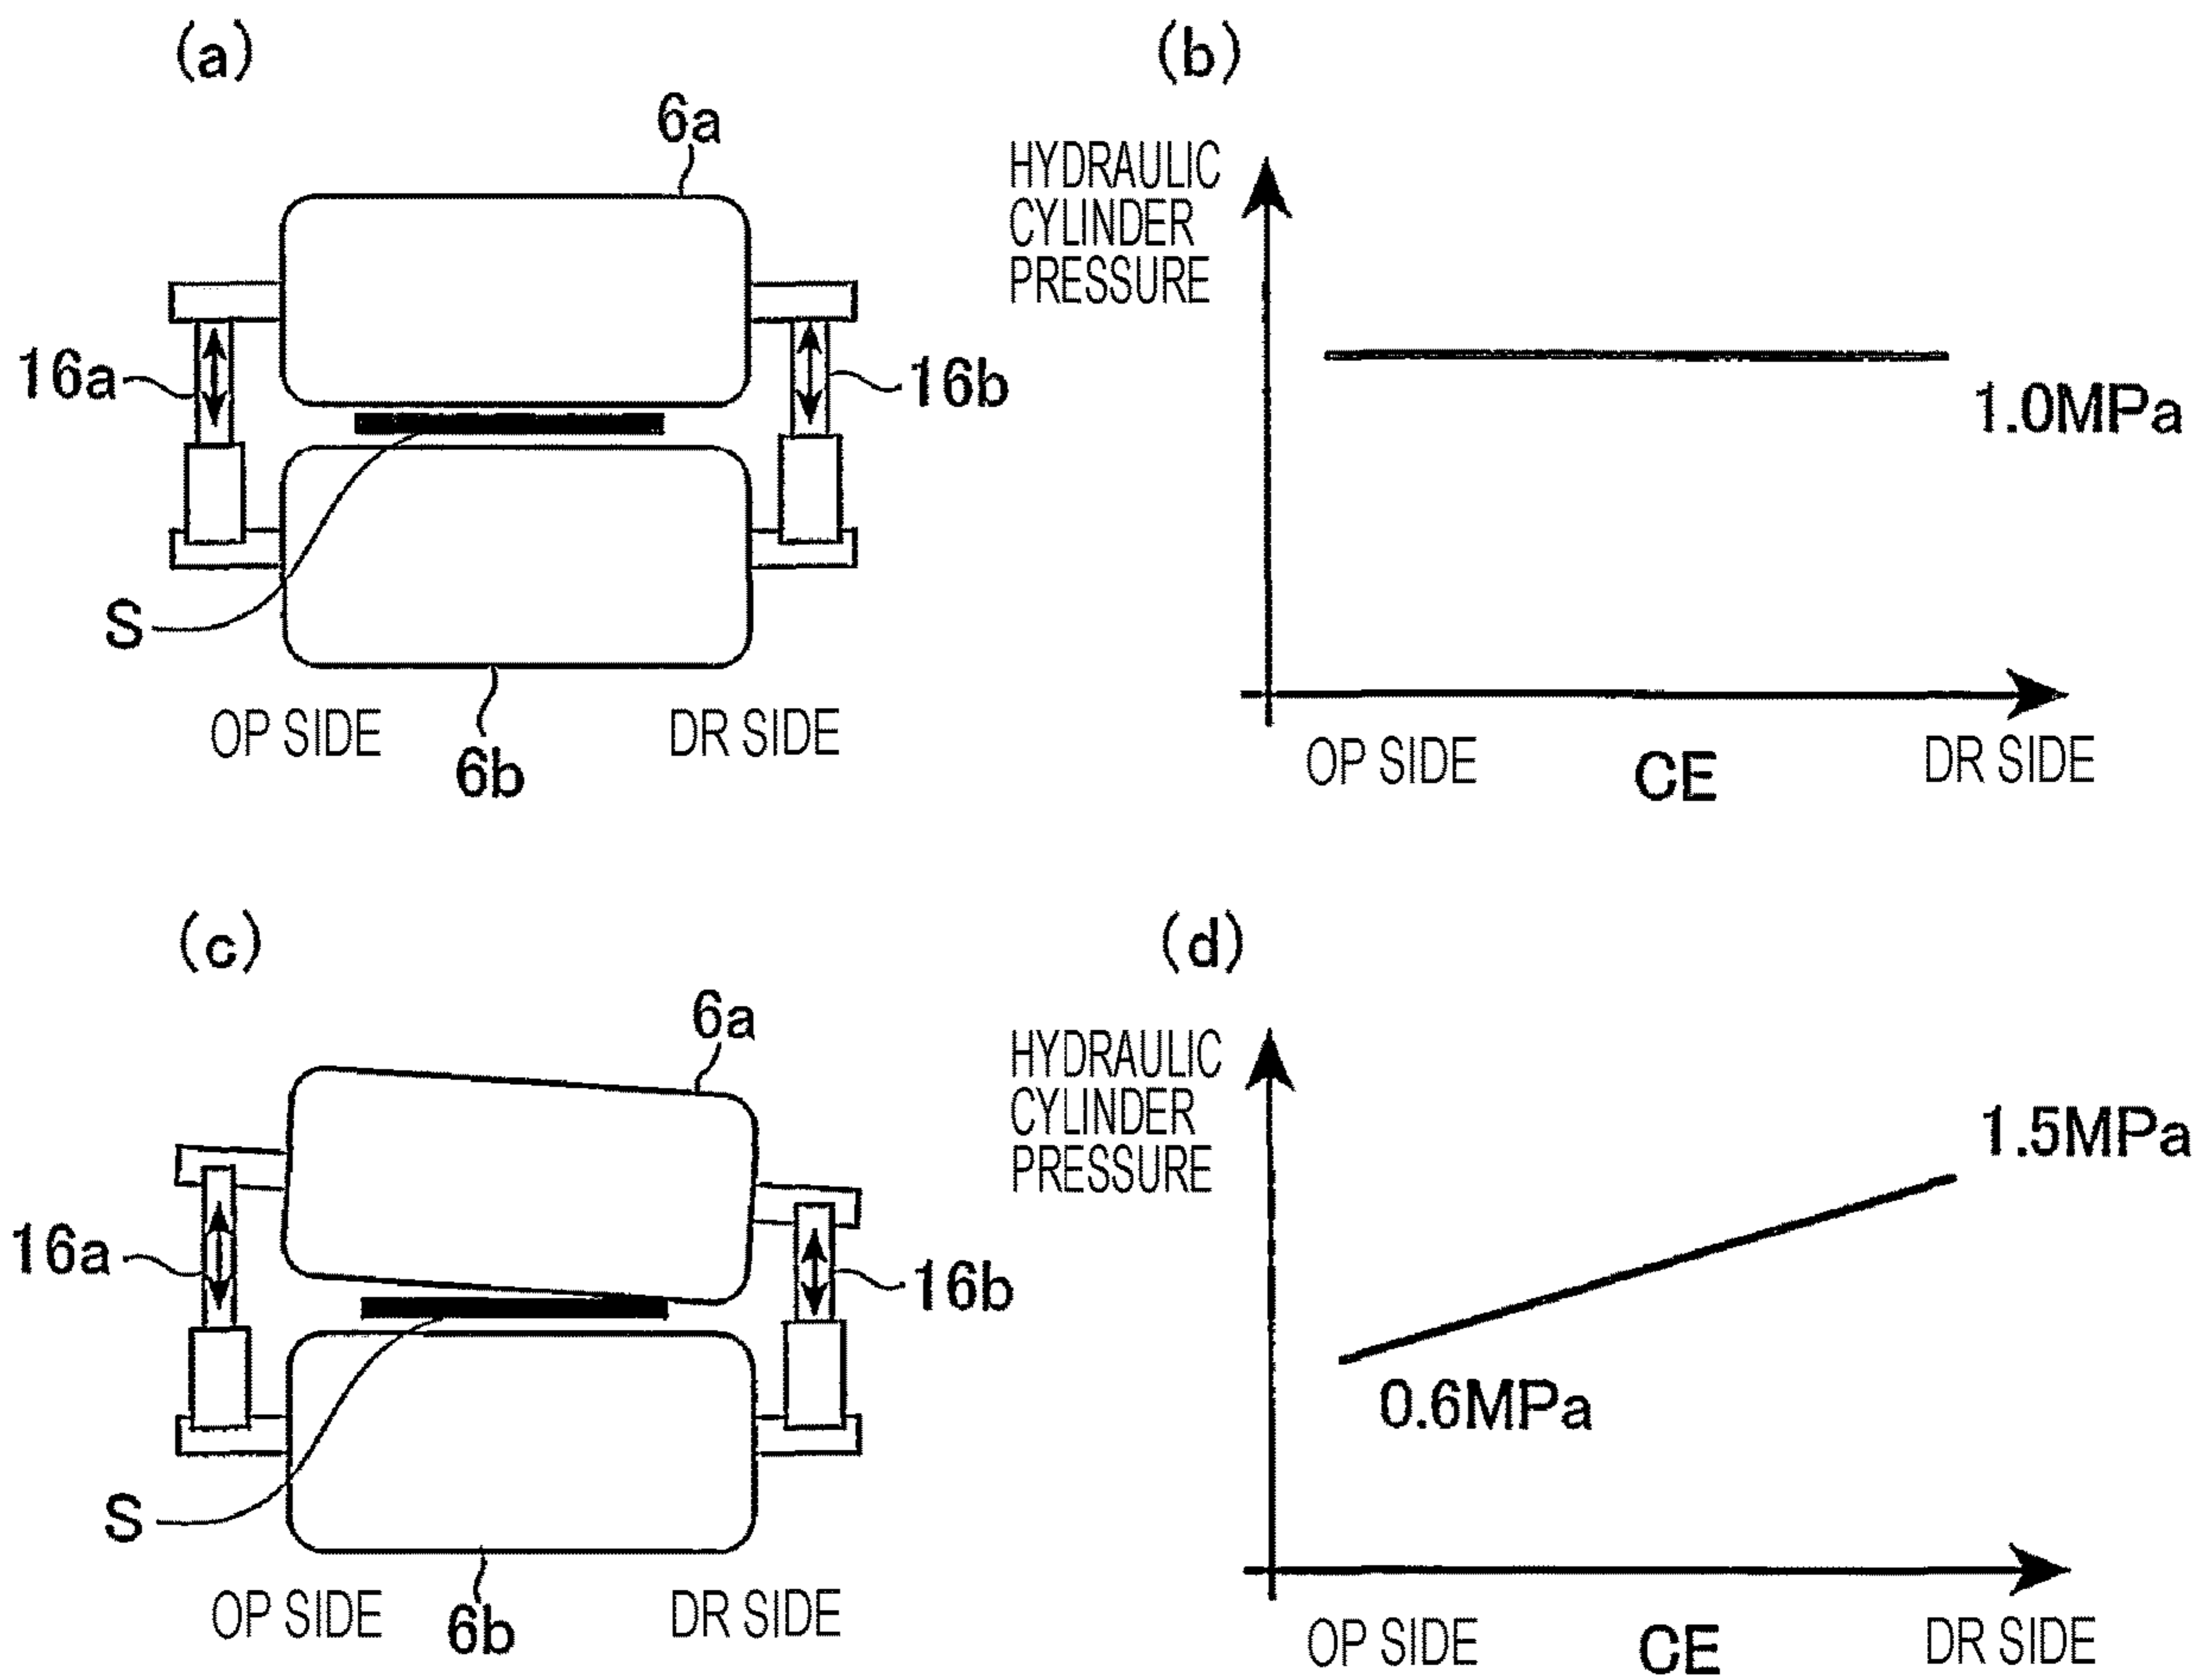 (a)
6a
16a
16b
S
OP SIDE
DR SIDE
6b
(b)
HYDRAULIC
CYLINDER
PRESSURE
1.0MPa
OP SIDE
CE
DR SIDE
(c)
6a
16a
16b
S
OP SIDE
DR SIDE
6b
(d)
HYDRAULIC
CYLINDER
PRESSURE
1.5MPa
0.6MPa
OP SIDE
CE
DR SIDE